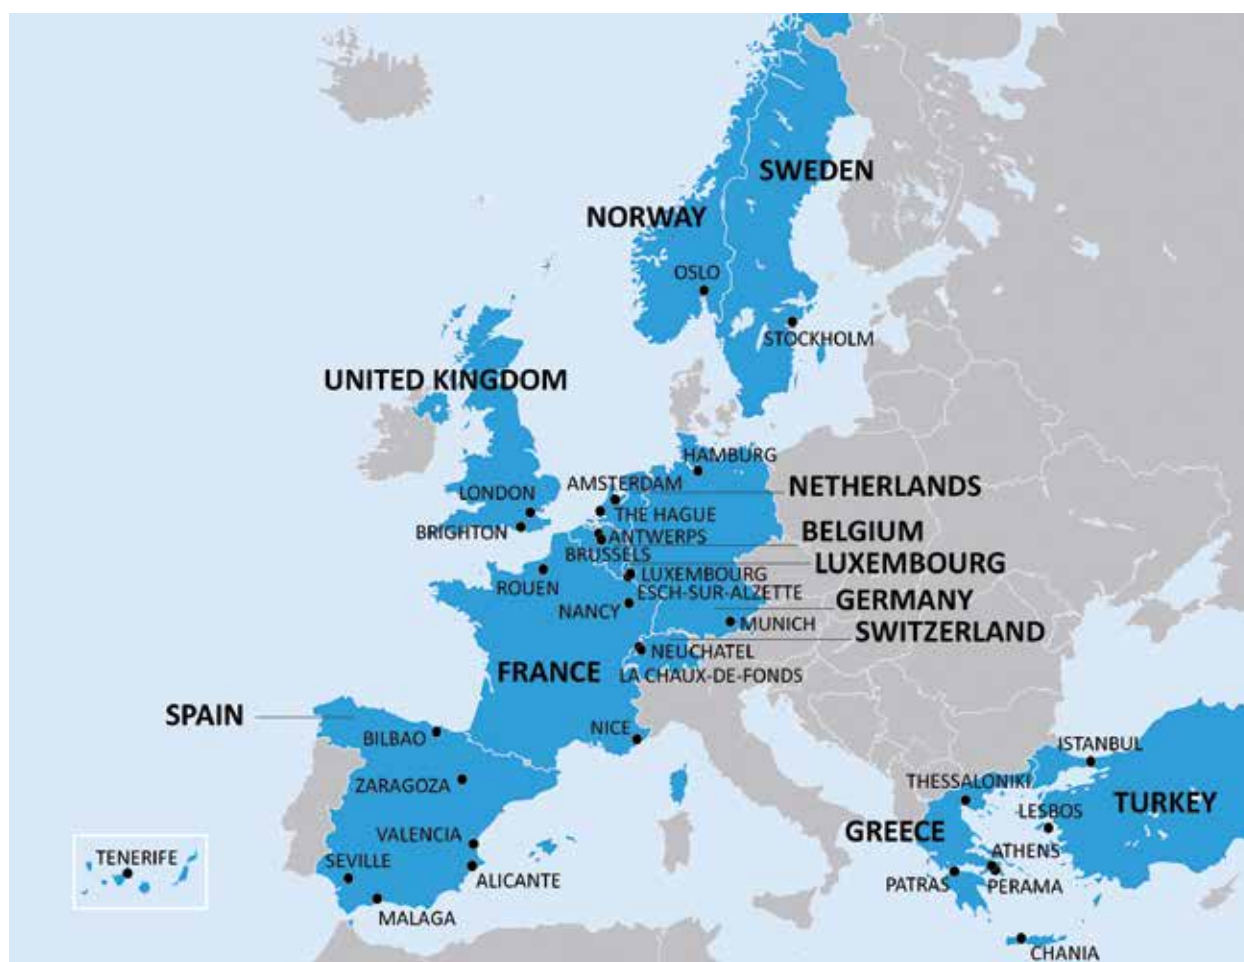 SWEDEN
NORWAY
OSLO
STOCKHOLM
UNITED KINGDOM
HAMBURG
AMSTERDAM
NETHERLANDS
LONDON
THE HAGUE
BRIGHTON
ANTWERPS
BELGIUM
BRUSSELS
LUXEMBOURG
LUXEMBOURG
ROUEN
ESCH-SUR-ALZETTE
GERMANY
NANCY
MUNICH
SWITZERLAND
NEUCHATEL
FRANCE
LA CHAUX-DE-FONDS
SPAIN
BILBAO
NICE
ISTANBUL
ZARAGOZA
THESSALONIKI
TURKEY
LESBOS
VALENCIA
GREECE
TENERIFE
SEVILLE
ATHENS
ALICANTE
PATRAS
PERAMA
MALAGA
CHANIA